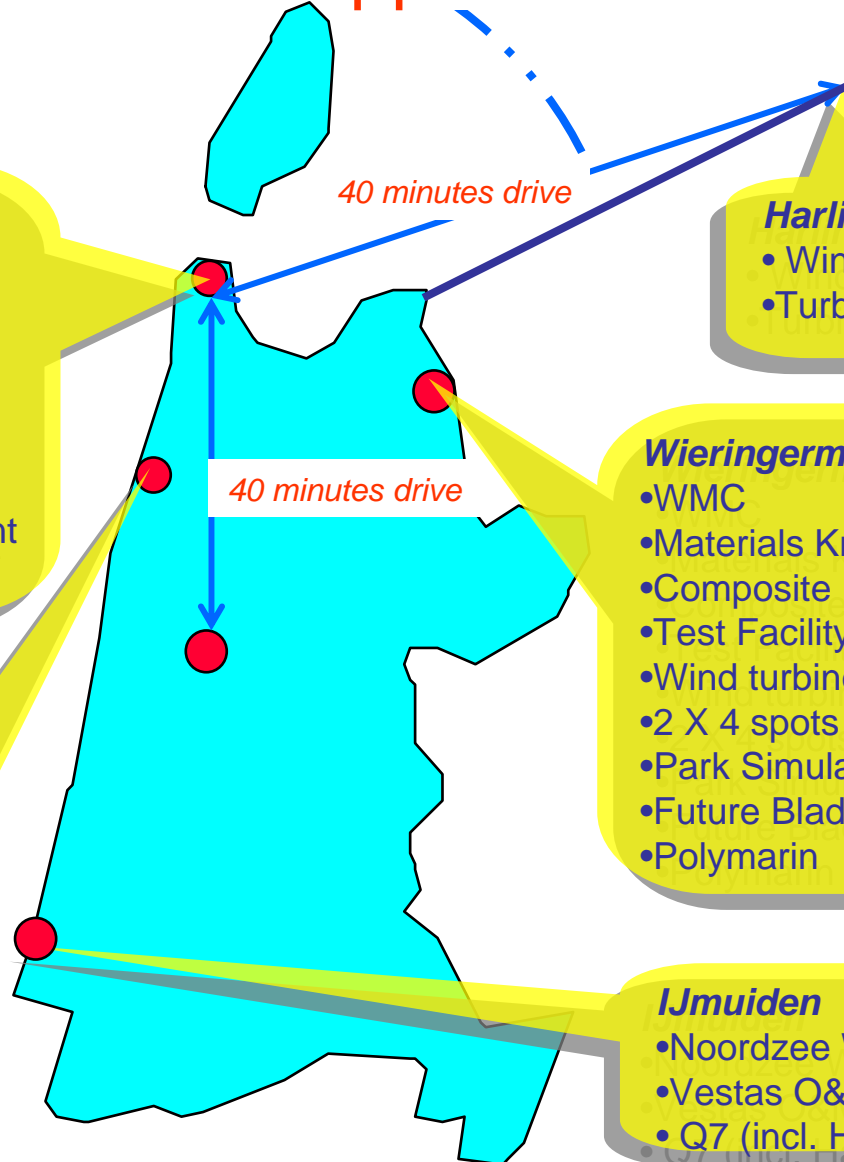 40 minutes drive
40 minutes drive
nt
Harli
• Win
•Turb
Wieringerm
•WMC
•Materials Kn
•Composite
•Test Facility
•Wind turbine
•2 X 4 spots
•Park Simula
•Future Blad
•Polymarin
IJmuiden
•Noordzee W
•Vestas O&
• Q7 (incl. H